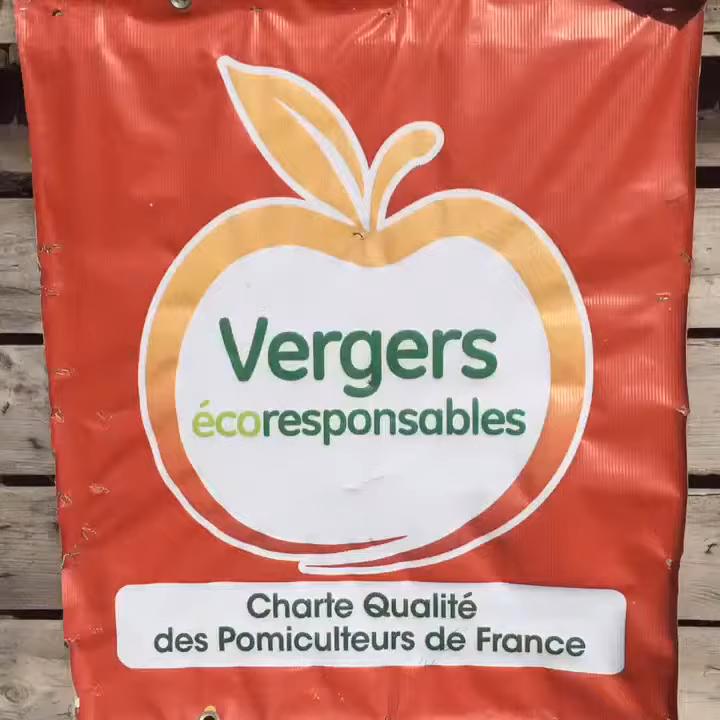 Vergers
écoresponsables
Charte Qualité
des Pomiculteurs de France